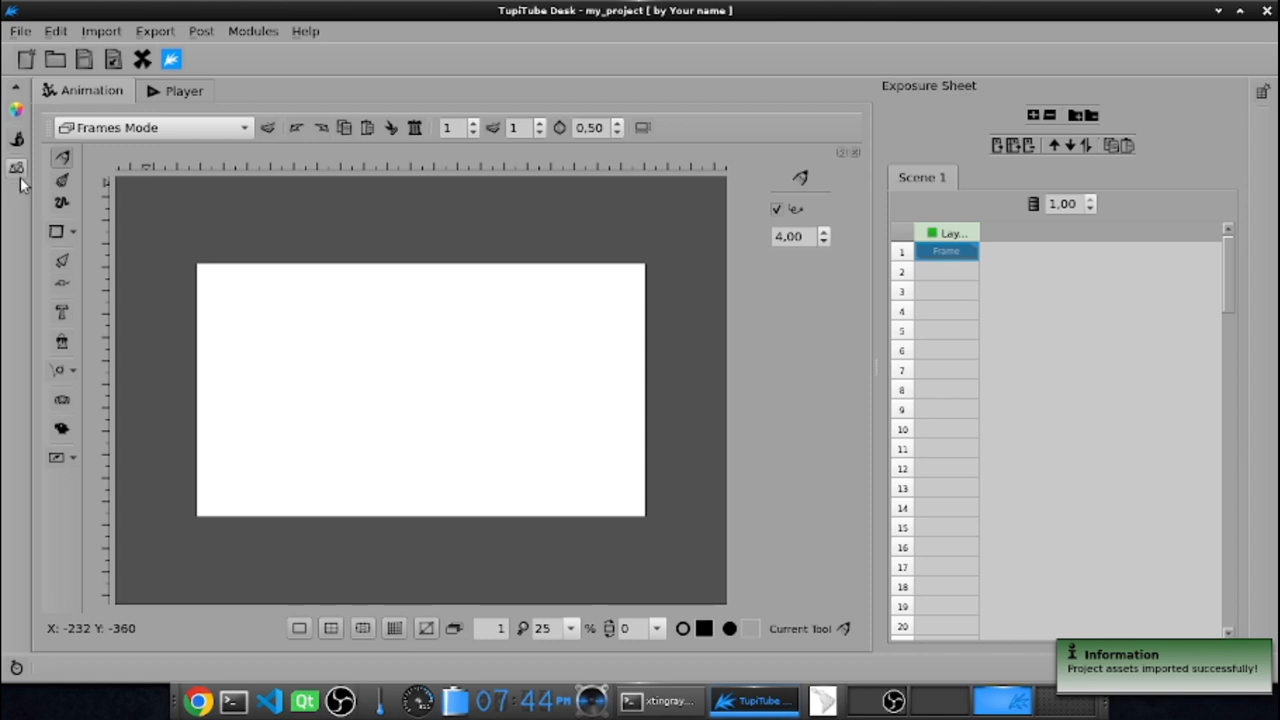 TupiTube Desk - my_project [ by Your name ]
File Edit Import Export Post Modules Help
Animation Player
Exposure Sheet
Frames Mode 1 1 0,50
Scene 1
1,00
4,00
Lay...
1 Frame
2
3
4
5
6
7
8
9
10
11
12
13
14
15
16
17
18
19
20
X: -232 Y: -360 1 25 % 0 Current Tool
Information
Project assets imported successfully!
Qt 07:44PM xtingray... TupiTube ...